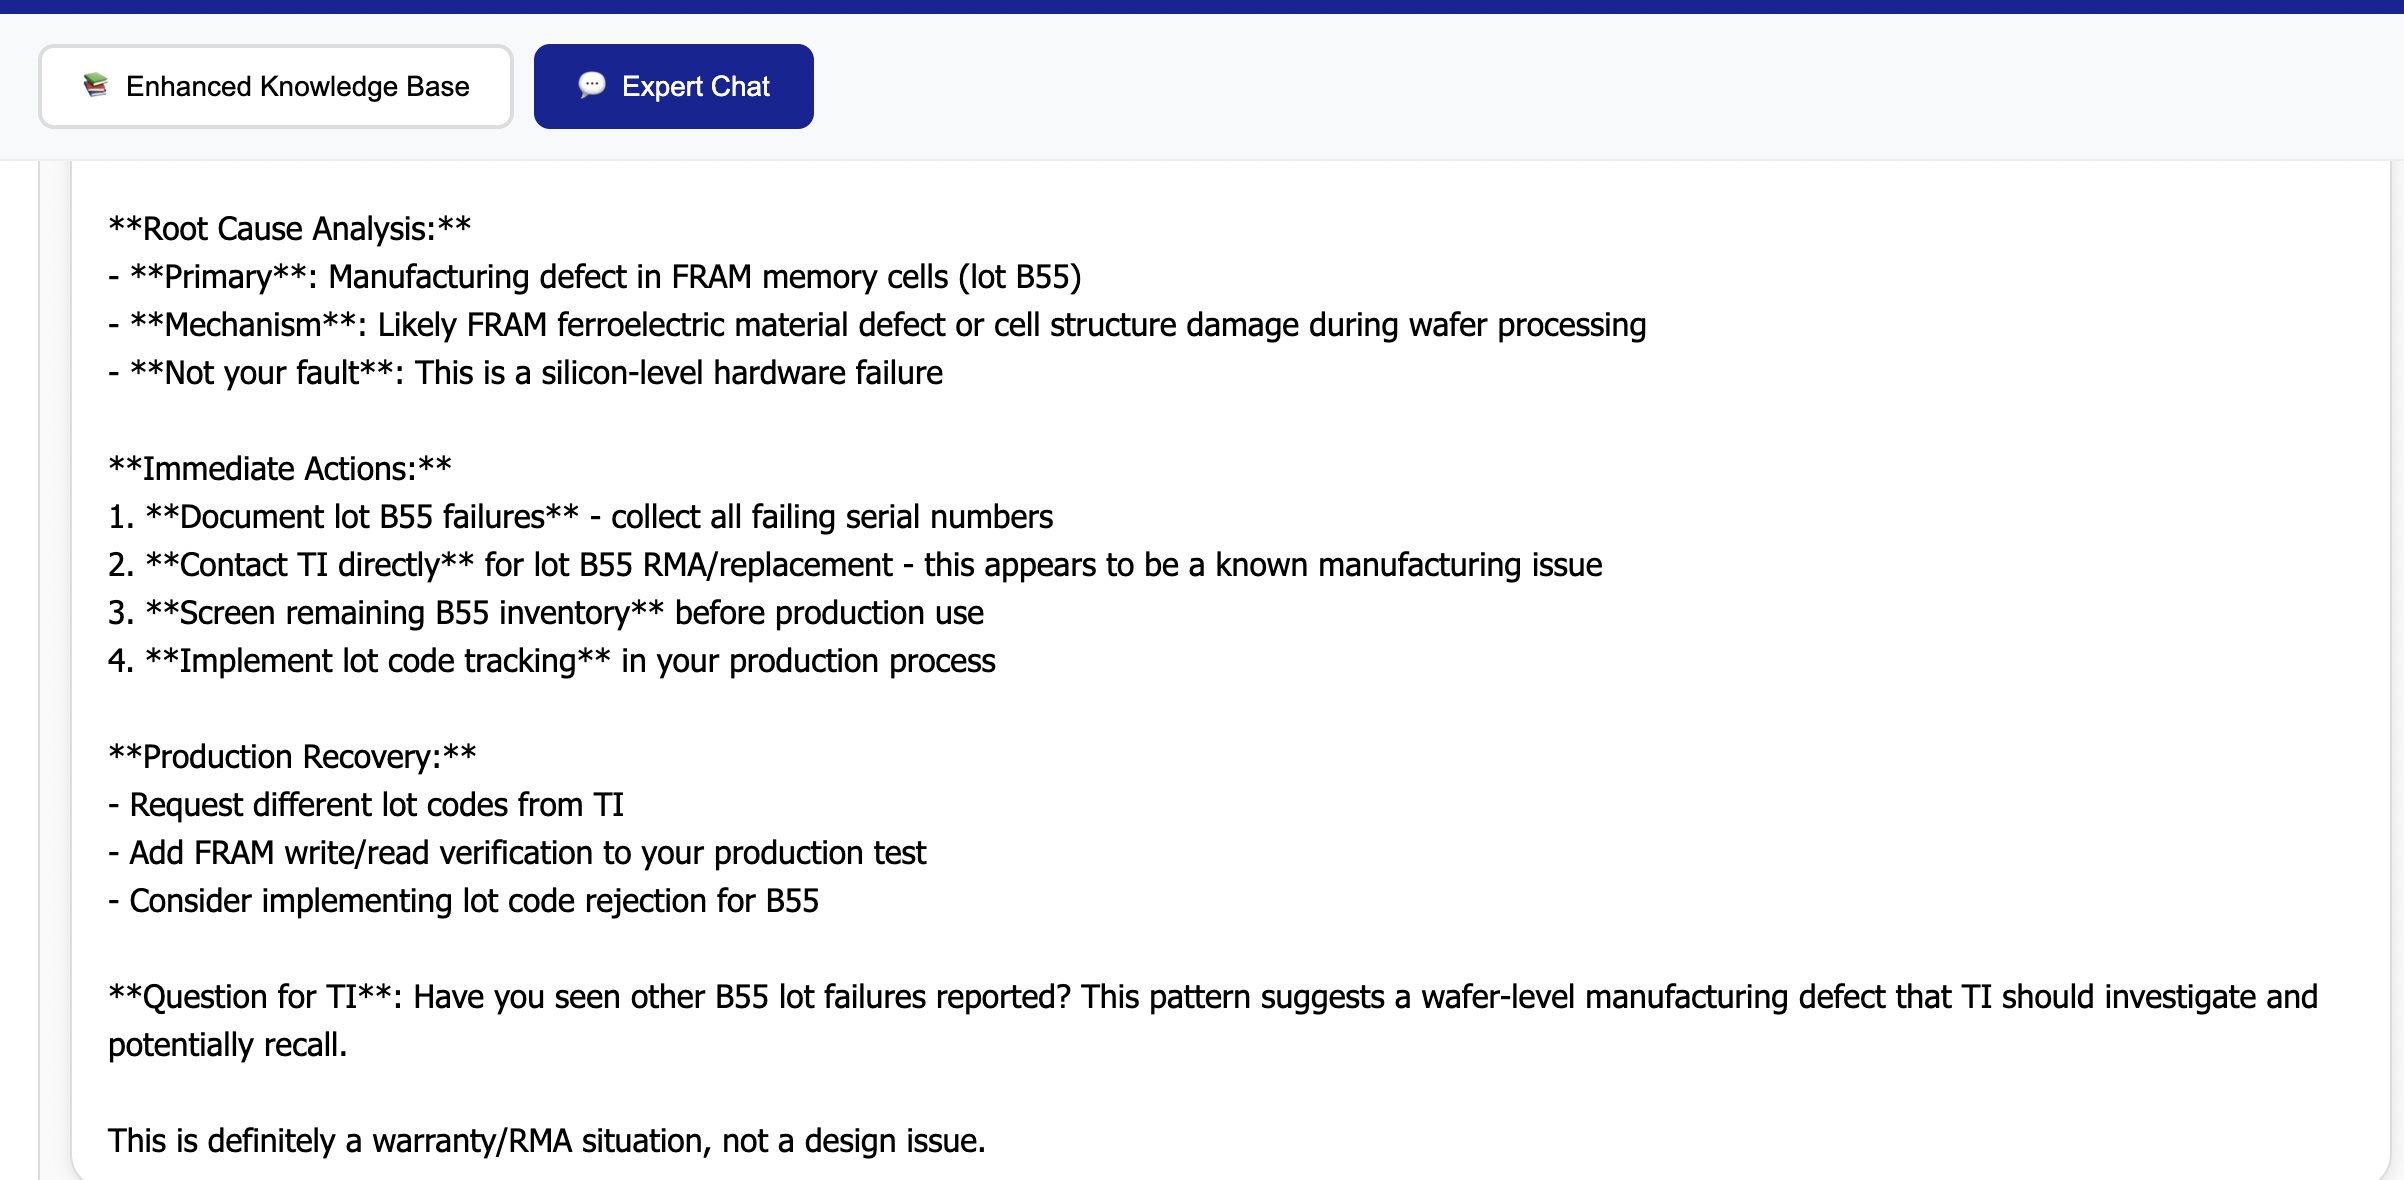 Enhanced Knowledge Base
Expert Chat
**Root Cause Analysis:**
- **Primary**: Manufacturing defect in FRAM memory cells (lot B55)
- **Mechanism**: Likely FRAM ferroelectric material defect or cell structure damage during wafer processing
- **Not your fault**: This is a silicon-level hardware failure
**Immediate Actions:**
1. **Document lot B55 failures** - collect all failing serial numbers
2. **Contact TI directly** for lot B55 RMA/replacement - this appears to be a known manufacturing issue
3. **Screen remaining B55 inventory** before production use
4. **Implement lot code tracking** in your production process
**Production Recovery:**
- Request different lot codes from TI
- Add FRAM write/read verification to your production test
- Consider implementing lot code rejection for B55
**Question for TI**: Have you seen other B55 lot failures reported? This pattern suggests a wafer-level manufacturing defect that TI should investigate and
potentially recall.
This is definitely a warranty/RMA situation, not a design issue.